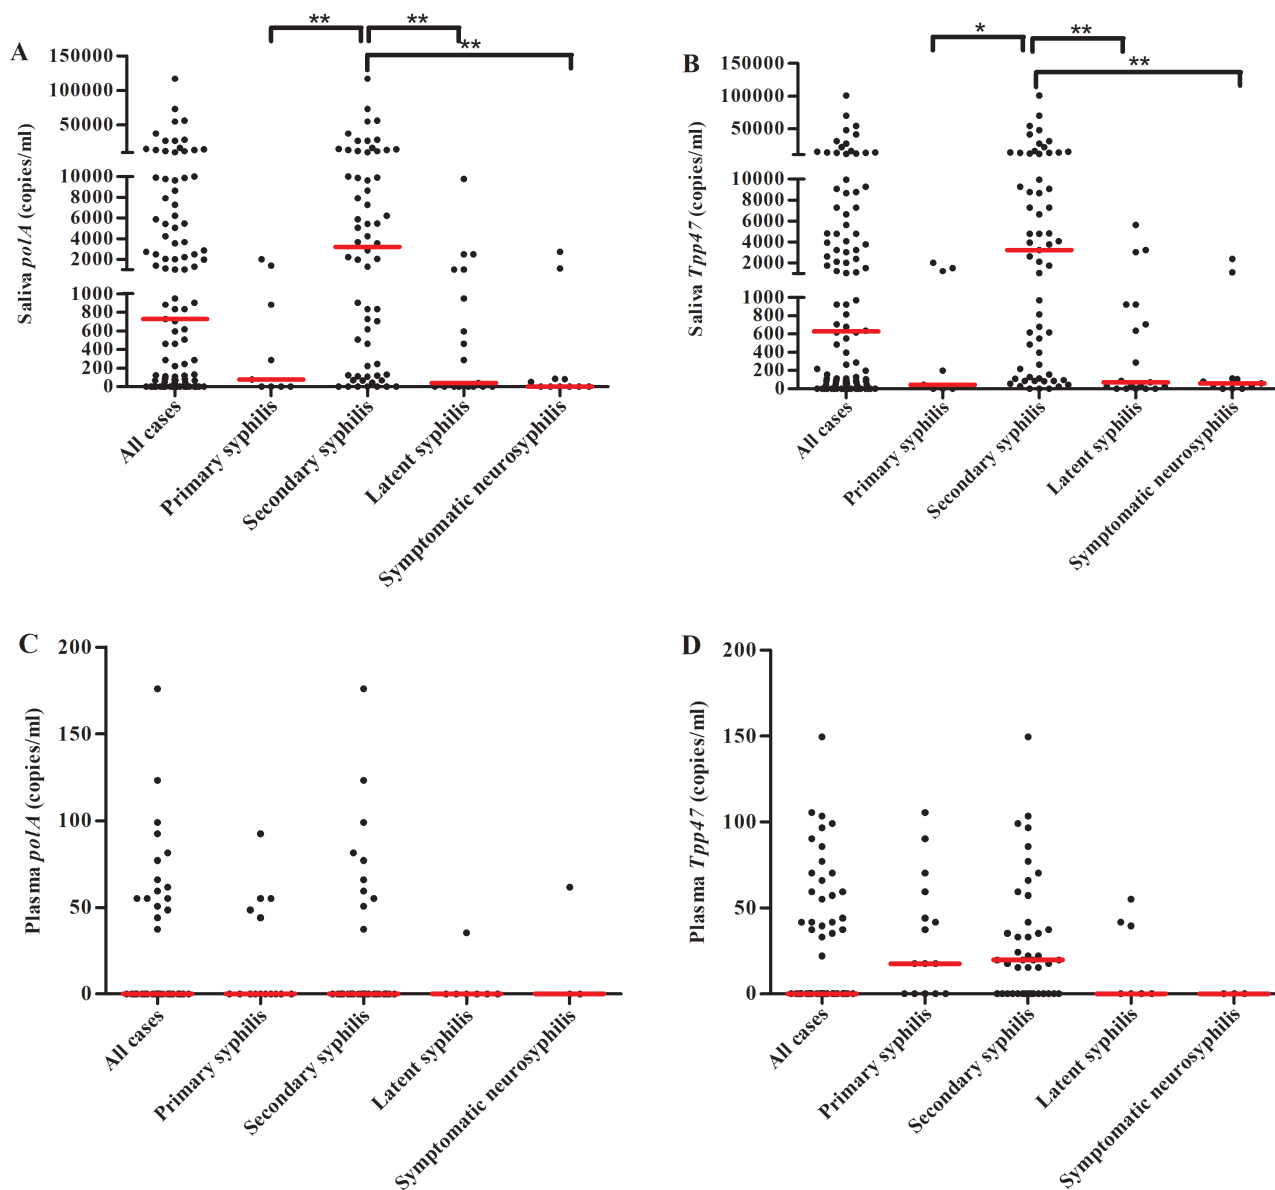 A
** ** **
150000
100000
50000
10000
8000
6000
4000
2000
1000
800
600
400
200
0
Saliva polA (copies/ml)
All cases
Primary syphilis
Secondary syphilis
Latent syphilis
Symptomatic neurosyphilis
B
* ** **
150000
100000
50000
10000
8000
6000
4000
2000
1000
800
600
400
200
0
Saliva Tpp47 (copies/ml)
All cases
Primary syphilis
Secondary syphilis
Latent syphilis
Symptomatic neurosyphilis
C
200
150
100
50
0
Plasma polA (copies/ml)
All cases
Primary syphilis
Secondary syphilis
Latent syphilis
Symptomatic neurosyphilis
D
200
150
100
50
0
Plasma Tpp47 (copies/ml)
All cases
Primary syphilis
Secondary syphilis
Latent syphilis
Symptomatic neurosyphilis